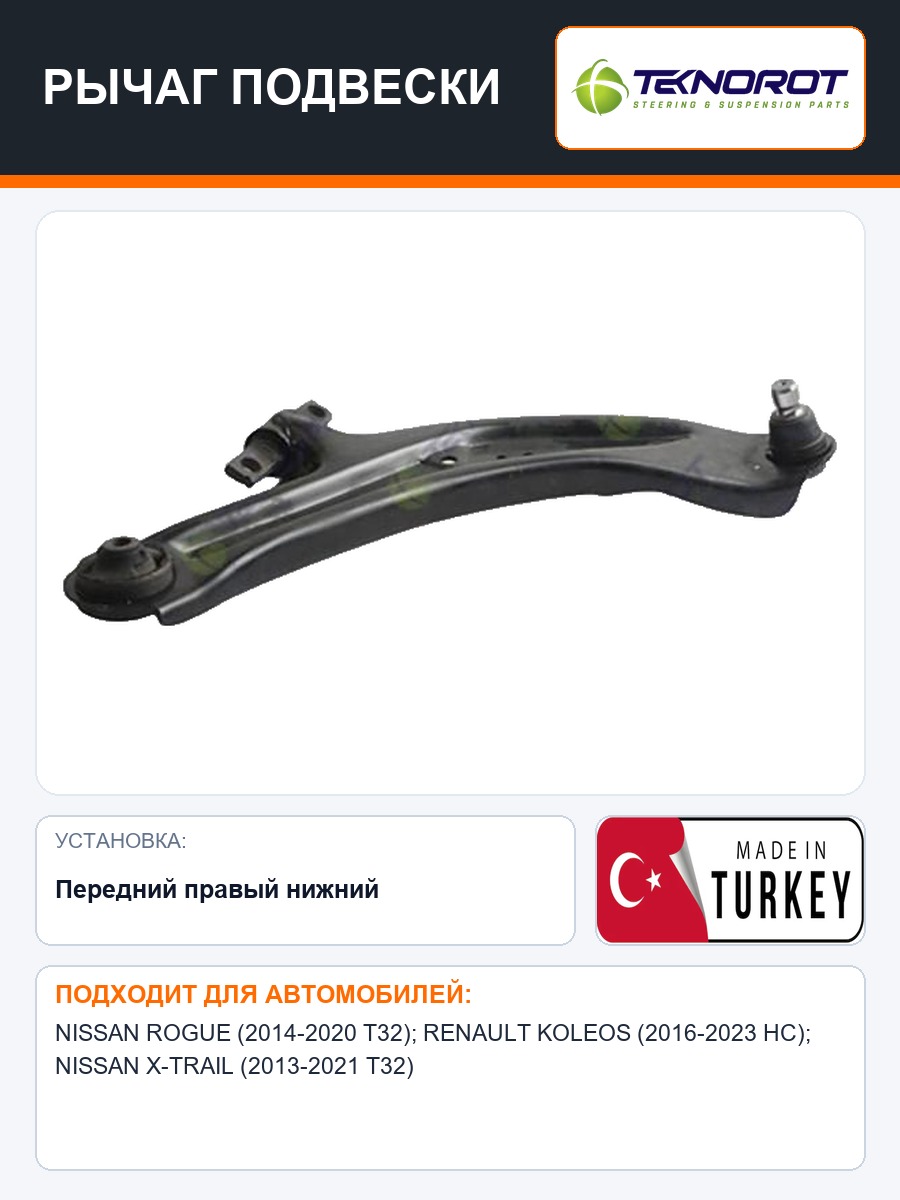 РЫЧАГ ПОДВЕСКИ
TEKNOROT
STEERING & SUSPENSION PARTS
УСТАНОВКА:
Передний правый нижний
MADE IN
TURKEY
ПОДХОДИТ ДЛЯ АВТОМОБИЛЕЙ:
NISSAN ROGUE (2014-2020 T32); RENAULT KOLEOS (2016-2023 HC);
NISSAN X-TRAIL (2013-2021 T32)